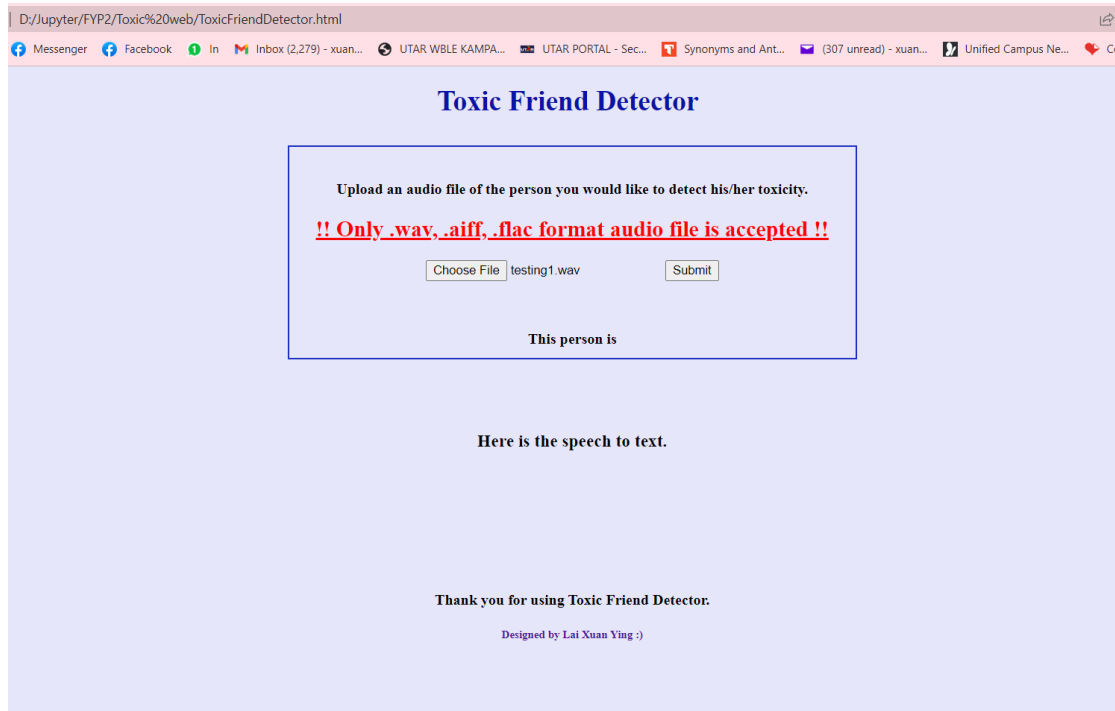 D:/Jupyter/FYP2/Toxic%20web/ToxicFriendDetector.html
Messenger Facebook In Inbox (2,279) - xuan... UTAR WBLE KAMPA... UTAR PORTAL - Sec... Synonyms and Ant... (307 unread) - xuan... Unified Campus Ne...
Toxic Friend Detector
Upload an audio file of the person you would like to detect his/her toxicity.
!! Only .wav, .aiff, .flac format audio file is accepted !!
Choose File testing1.wav Submit
This person is
Here is the speech to text.
Thank you for using Toxic Friend Detector.
Designed by Lai Xuan Ying :)